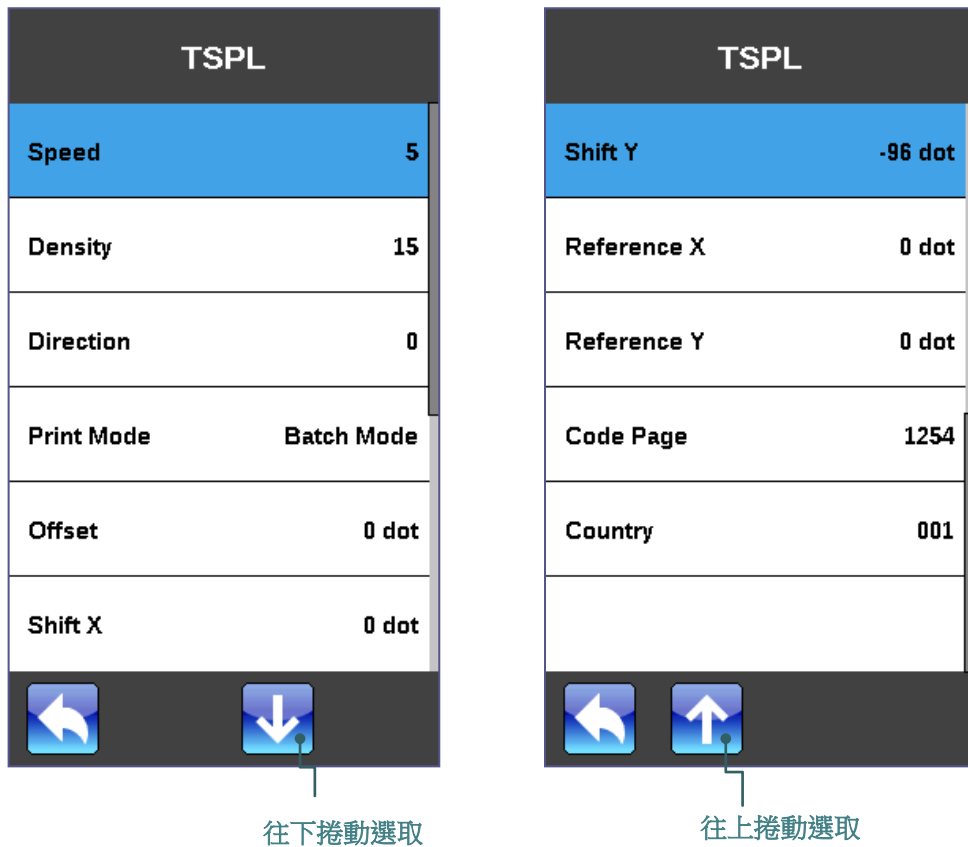 TSPL
Speed 5
Density 15
Direction 0
Print Mode Batch Mode
Offset 0 dot
Shift X 0 dot
往下捲動選取
TSPL
Shift Y -96 dot
Reference X 0 dot
Reference Y 0 dot
Code Page 1254
Country 001
往上捲動選取